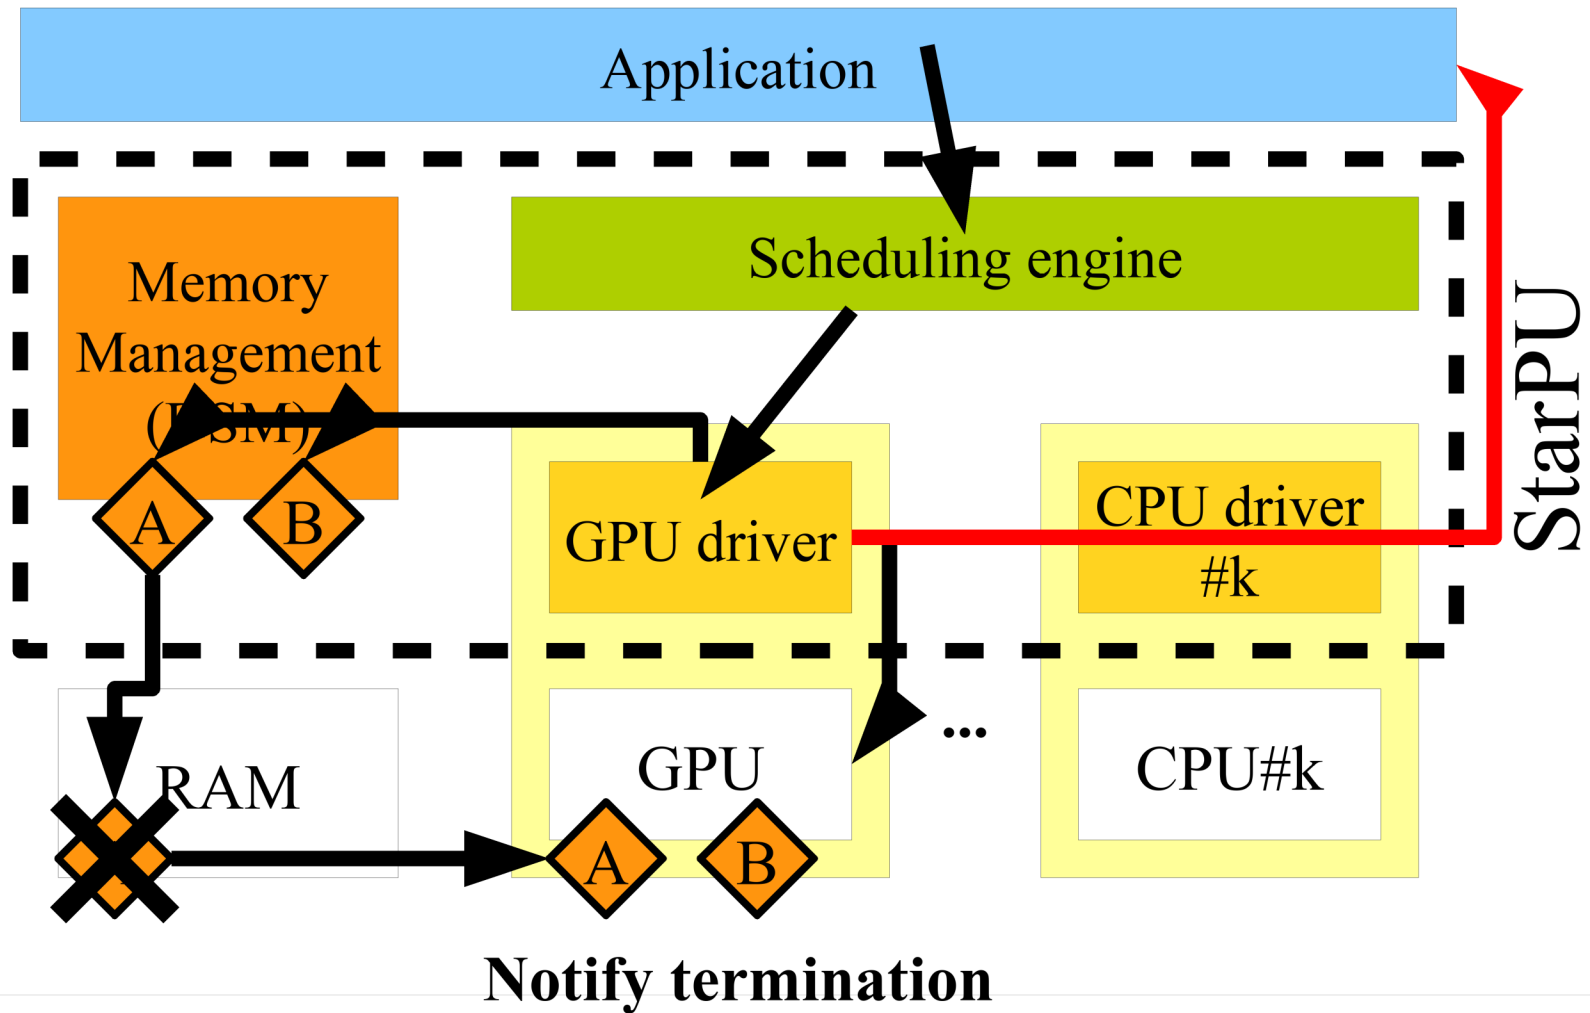 Application
Scheduling engine
Memory
Management
StarPU
A
B
GPU driver
CPU driver
#k
RAM
GPU
...
CPU#k
A
B
Notify termination